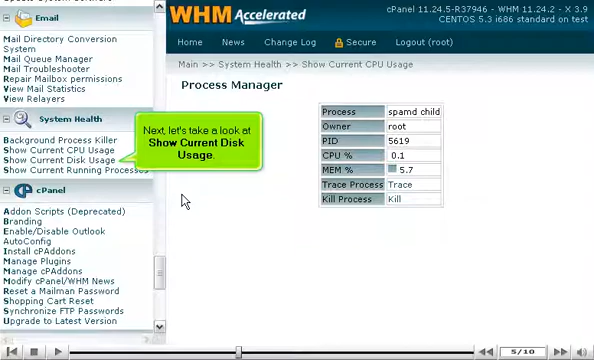 Update System Software
Email
Mail Directory Conversion
System
Mail Queue Manager
Mail Troubleshooter
Repair Mailbox permissions
View Mail Statistics
View Relayers
System Health
Background Process Killer
Show Current CPU Usage
Show Current Disk Usage
Show Current Running Processes
cPanel
Addon Scripts (Deprecated)
Branding
Enable/Disable Outlook
AutoConfig
Install cPAddons
Manage Plugins
Manage cPAddons
Modify cPanel/WHM News
Reset a Mailman Password
Shopping Cart Reset
Synchronize FTP Passwords
Upgrade to Latest Version
Next, let's take a look at
Show Current Disk
Usage.
WHM Accelerated
cPanel 11.24.5-R37946 - WHM 11.24.2 - X 3.9
CENTOS 5.3 i686 standard on test
Home News Change Log Secure Logout (root)
Main >> System Health >> Show Current CPU Usage
Process Manager
Process spamd child
Owner root
PID 5619
CPU % 0.1
MEM % 5.7
Trace Process Trace
Kill Process Kill
5/10